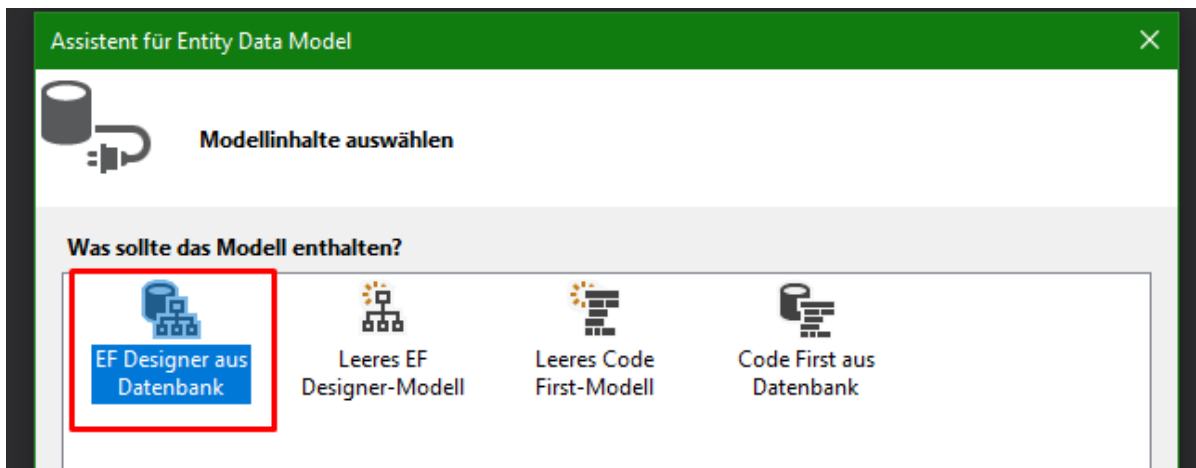 Assistent für Entity Data Model
Modellinhalte auswählen
Was sollte das Modell enthalten?
EF Designer aus
Datenbank
Leeres EF
Designer-Modell
Leeres Code
First-Modell
Code First aus
Datenbank